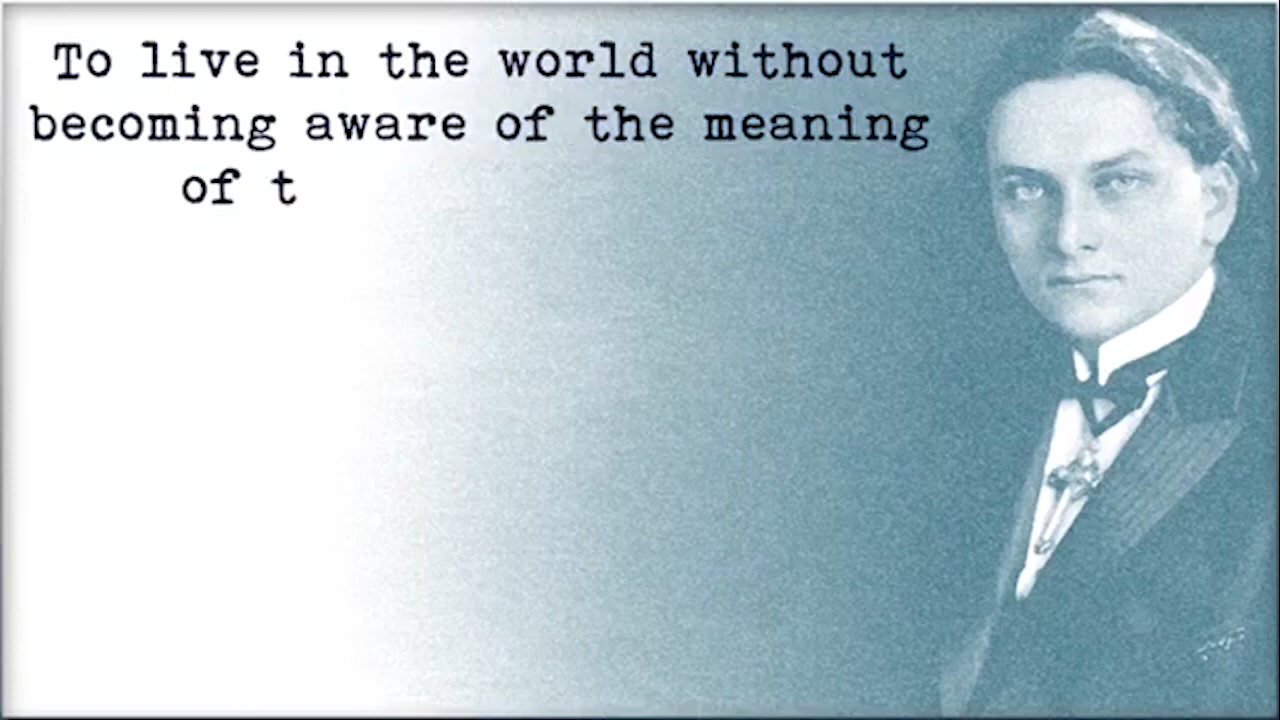 To live in the world without
becoming aware of the meaning
of t